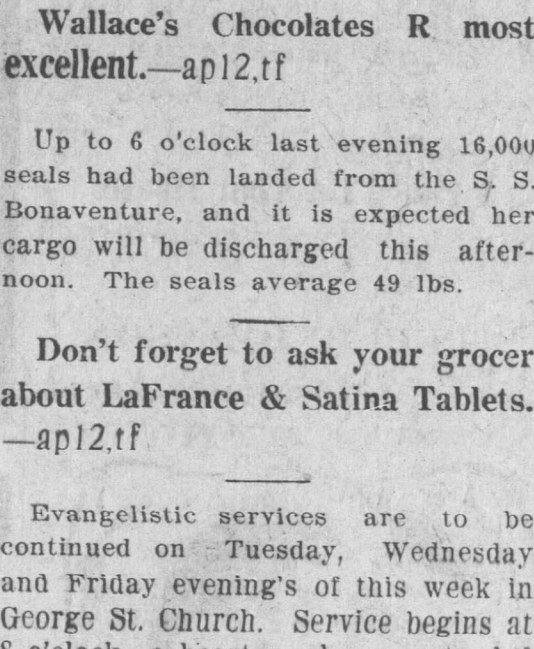 Wallace's Chocolates R most
excellent.—ap12,tf
Up to 6 o'clock last evening 16,000
seals had been landed from the S. S.
Bonaventure, and it is expected her
cargo will be discharged this after-
noon. The seals average 49 lbs.
Don't forget to ask your grocer
about LaFrance & Satina Tablets.
—ap12,tf
Evangelistic services are to be
continued on Tuesday, Wednesday
and Friday evening's of this week in
George St. Church. Service begins at
8 o'clock